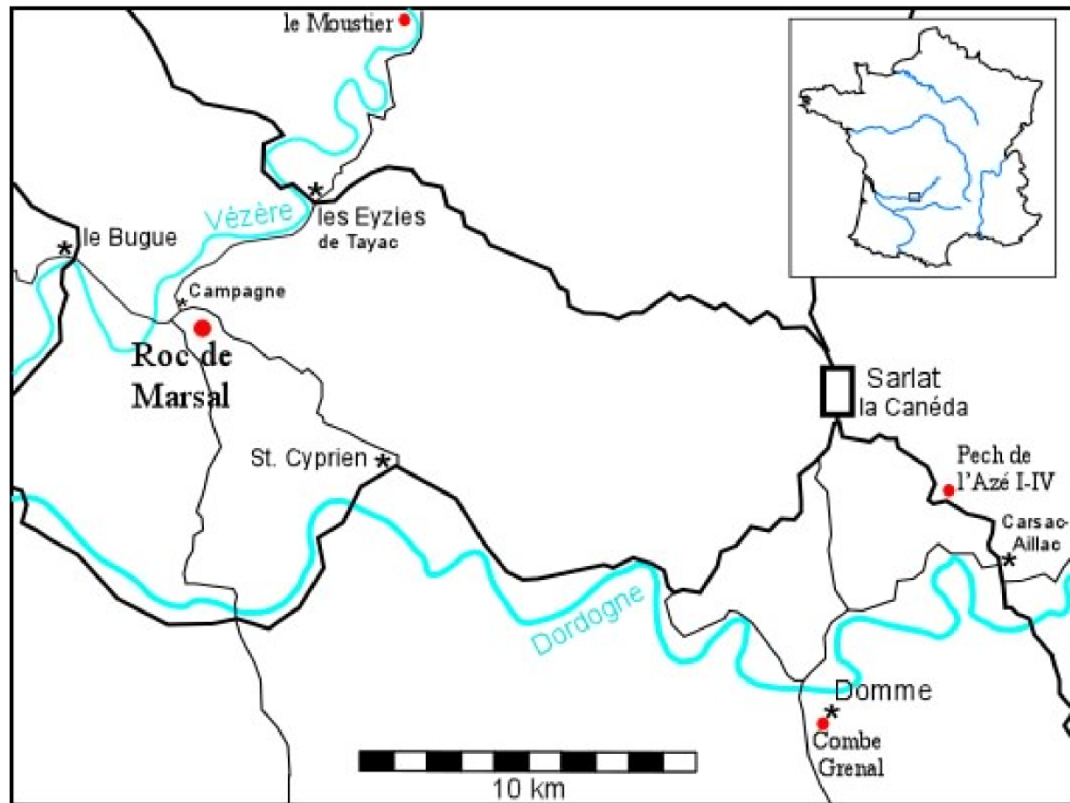 le Moustier
Vézère
les Eyzies
de Tayac
le Bugue
Campagne
Roc de
Marsal
Sarlat
la Canéda
St. Cyprien
Pech de
l'Azé I-IV
Carsac-
Aillac
Dordogne
Domme
Combe
Grenal
10 km